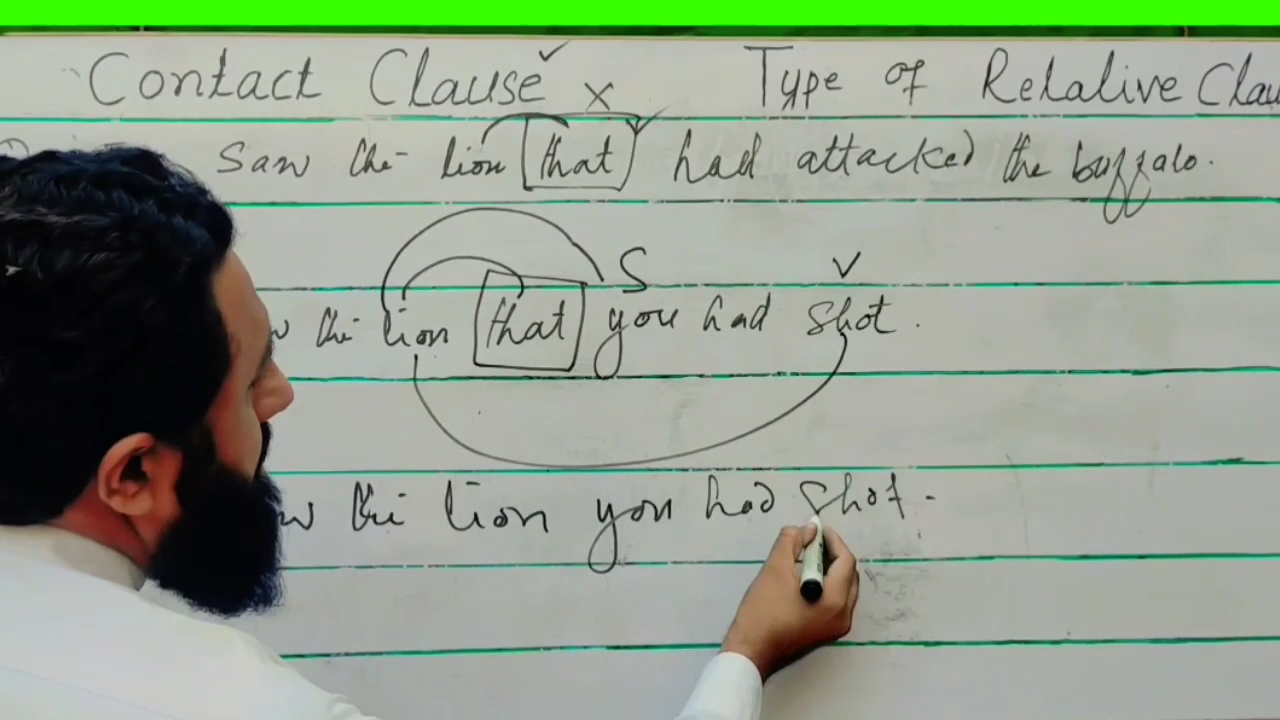 Contact Clause x Type of Relative Clau
Saw the lion that had attacked the buffalo.
S V
w the lion that you had shot.
w the lion you had shot.